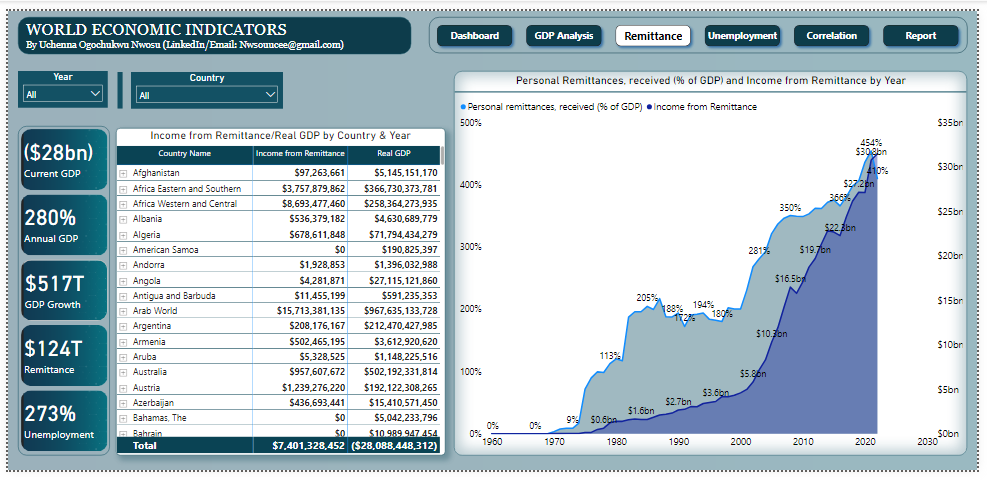 WORLD ECONOMIC INDICATORS
By Uchenna Ogochukwu Nwosu (LinkedIn/Email: Nwsoumcee@gmail.com)
Dashboard GDP Analysis Remittance Unemployment Correlation Report
Year
All
Country
All
($28bn)
Current GDP
280%
Annual GDP
$517T
GDP Growth
$124T
Remittance
273%
Unemployment
Income from Remittance/Real GDP by Country & Year
Country Name Income from Remittance Real GDP
Afghanistan $97,263,661 $5,145,151,170
Africa Eastern and Southern $3,757,879,862 $366,730,373,781
Africa Western and Central $8,693,477,460 $258,364,273,935
Albania $536,379,182 $4,630,689,779
Algeria $678,611,848 $71,794,434,279
American Samoa $0 $190,825,397
Andorra $1,928,853 $1,396,032,988
Angola $4,281,871 $27,115,121,860
Antigua and Barbuda $11,455,199 $591,235,353
Arab World $15,713,381,135 $967,635,133,728
Argentina $208,176,167 $212,470,427,985
Armenia $502,465,195 $3,612,920,620
Aruba $5,328,525 $1,148,225,516
Australia $957,607,672 $502,192,331,814
Austria $1,239,276,220 $192,122,308,265
Azerbaijan $436,693,441 $15,410,571,450
Bahamas, The $0 $5,042,233,796
Bahrain $0 $10,989,947,454
Total $7,401,328,452 ($28,088,448,312)
Personal Remittances, received (% of GDP) and Income from Remittance by Year
Personal remittances, received (% of GDP) Income from Remittance
500% $35bn
454%
$30.8bn
$30bn
410%
400%
$27.2bn
366%
350%
$25bn
$22.3bn
300%
281% $19.7bn
$20bn
$16.5bn
205%
194%
200% 188% $15bn
172% 180%
$10.3bn
$10bn
113%
100% $5.8bn
$5bn
$3.6bn
$2.7bn
$1.6bn
9% $0.6bn
0% 0%
0% $0bn
1960 1970 1980 1990 2000 2010 2020 2030